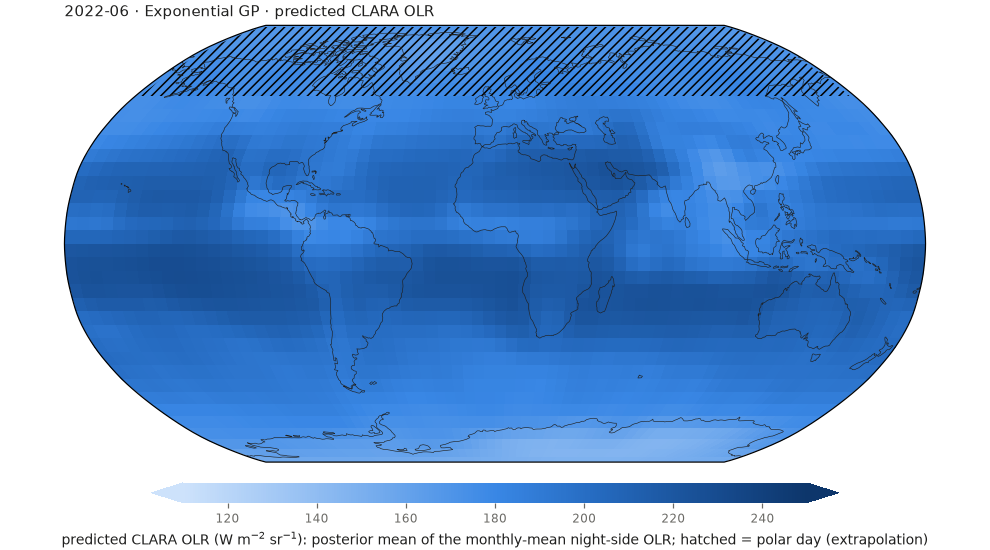 2022-06 · Exponential GP · predicted CLARA OLR
120 140 160 180 200 220 240
predicted CLARA OLR (W m⁻² sr⁻¹): posterior mean of the monthly-mean night-side OLR; hatched = polar day (extrapolation)